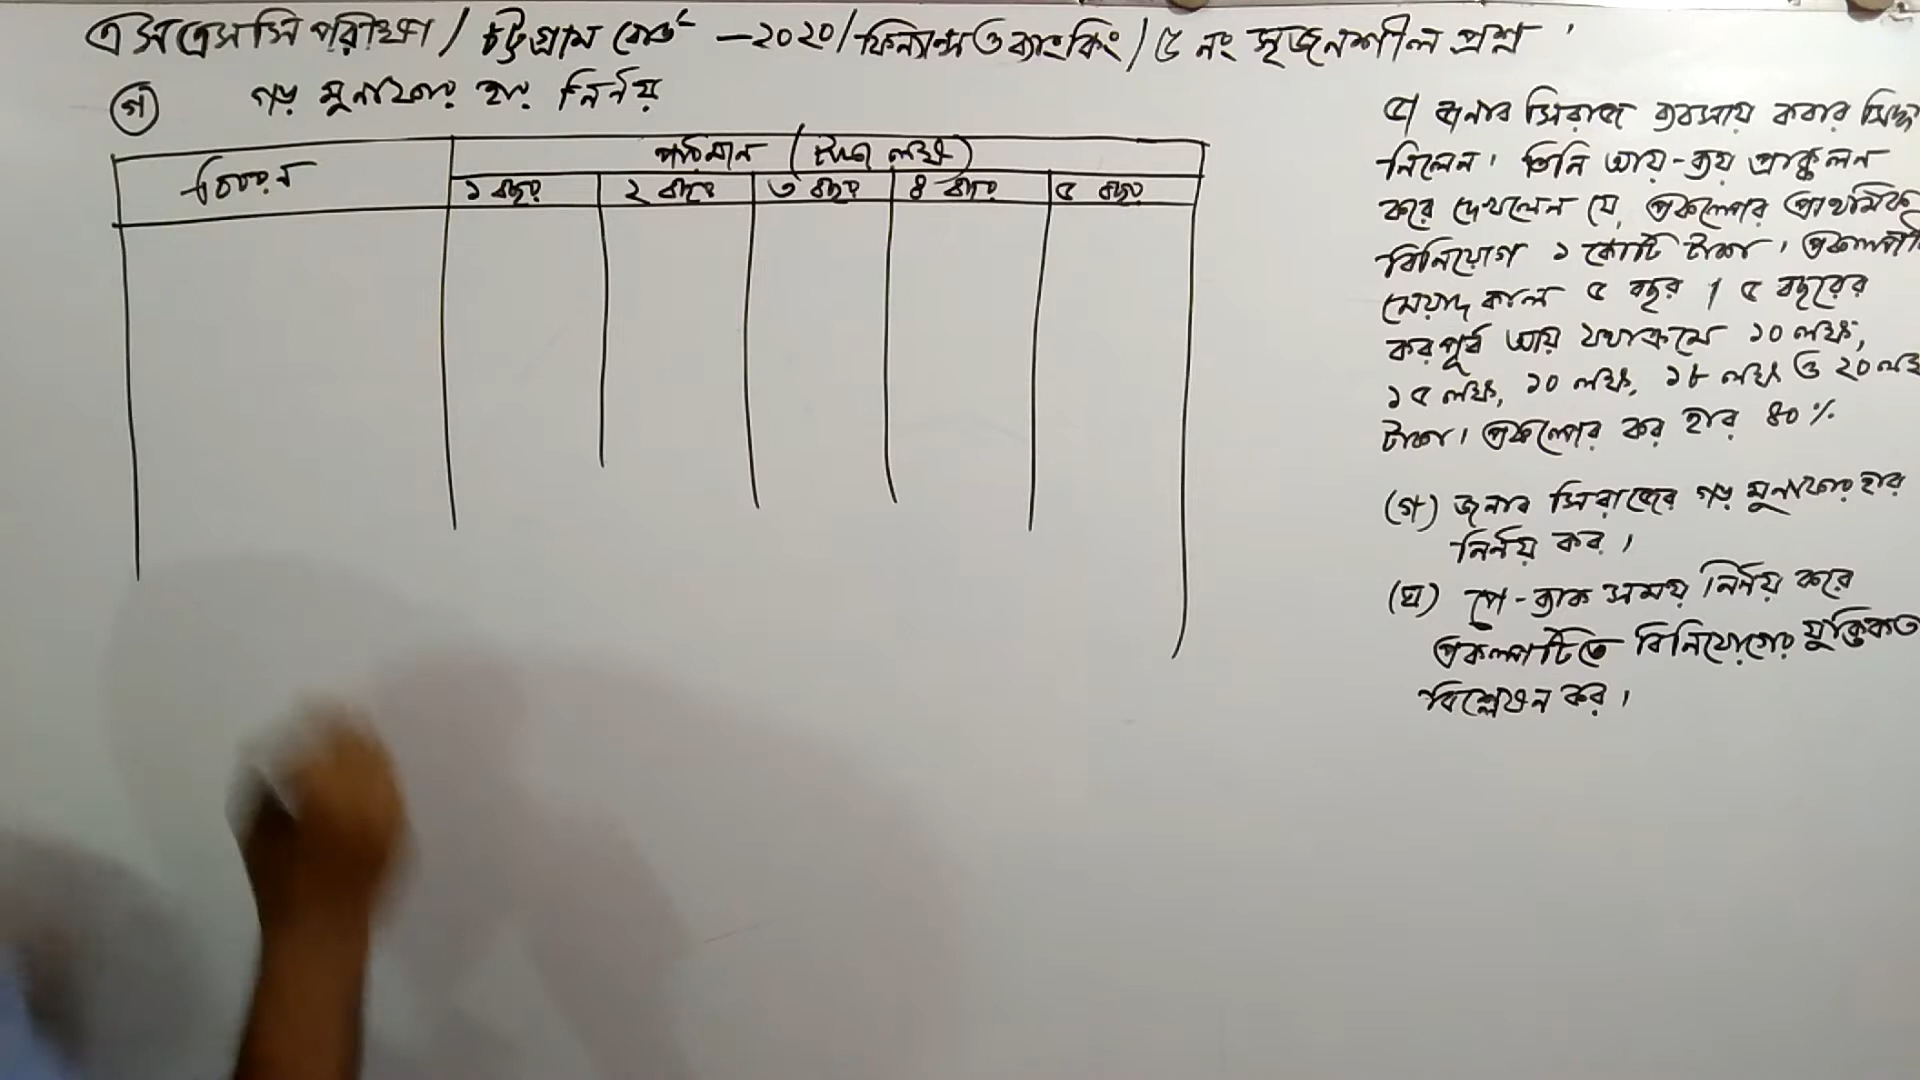 এসএসসি পরীক্ষা / চট্টগ্রাম বোর্ড -২০২০/ ফিন্যান্স ও ব্যাংকিং / ৫ নং সৃজনশীল প্রশ্ন
গ গড় মুনাফার হার নির্ণয়
বিবরন পরিমান (টাকা লক্ষ)
১ বছর ২ বছর ৩ বছর ৪ বছর ৫ বছর
৫। জনাব সিরাজ ব্যবসায় করার সিদ্ধ
নিলেন। তিনি আয়-ব্যয় প্রাক্কলন
করে দেখলেন যে, প্রকল্পের প্রাথমিক
বিনিয়োগ ১ কোটি টাকা। প্রকল্পটি
মেয়াদ কাল ৫ বছর। ৫ বছরের
করপূর্ব আয় যথাক্রমে ১০ লক্ষ,
১৫ লক্ষ, ১০ লক্ষ, ১৮ লক্ষ ও ২০ লক্ষ
টাকা। প্রকল্পের কর হার ৪০%
(গ) জনাব সিরাজের গড় মুনাফার হার
নির্ণয় কর।
(ঘ) পে-ব্যাক সময় নির্ণয় করে
প্রকল্পটিতে বিনিয়োগের যুক্তিকত
বিশ্লেষন কর।